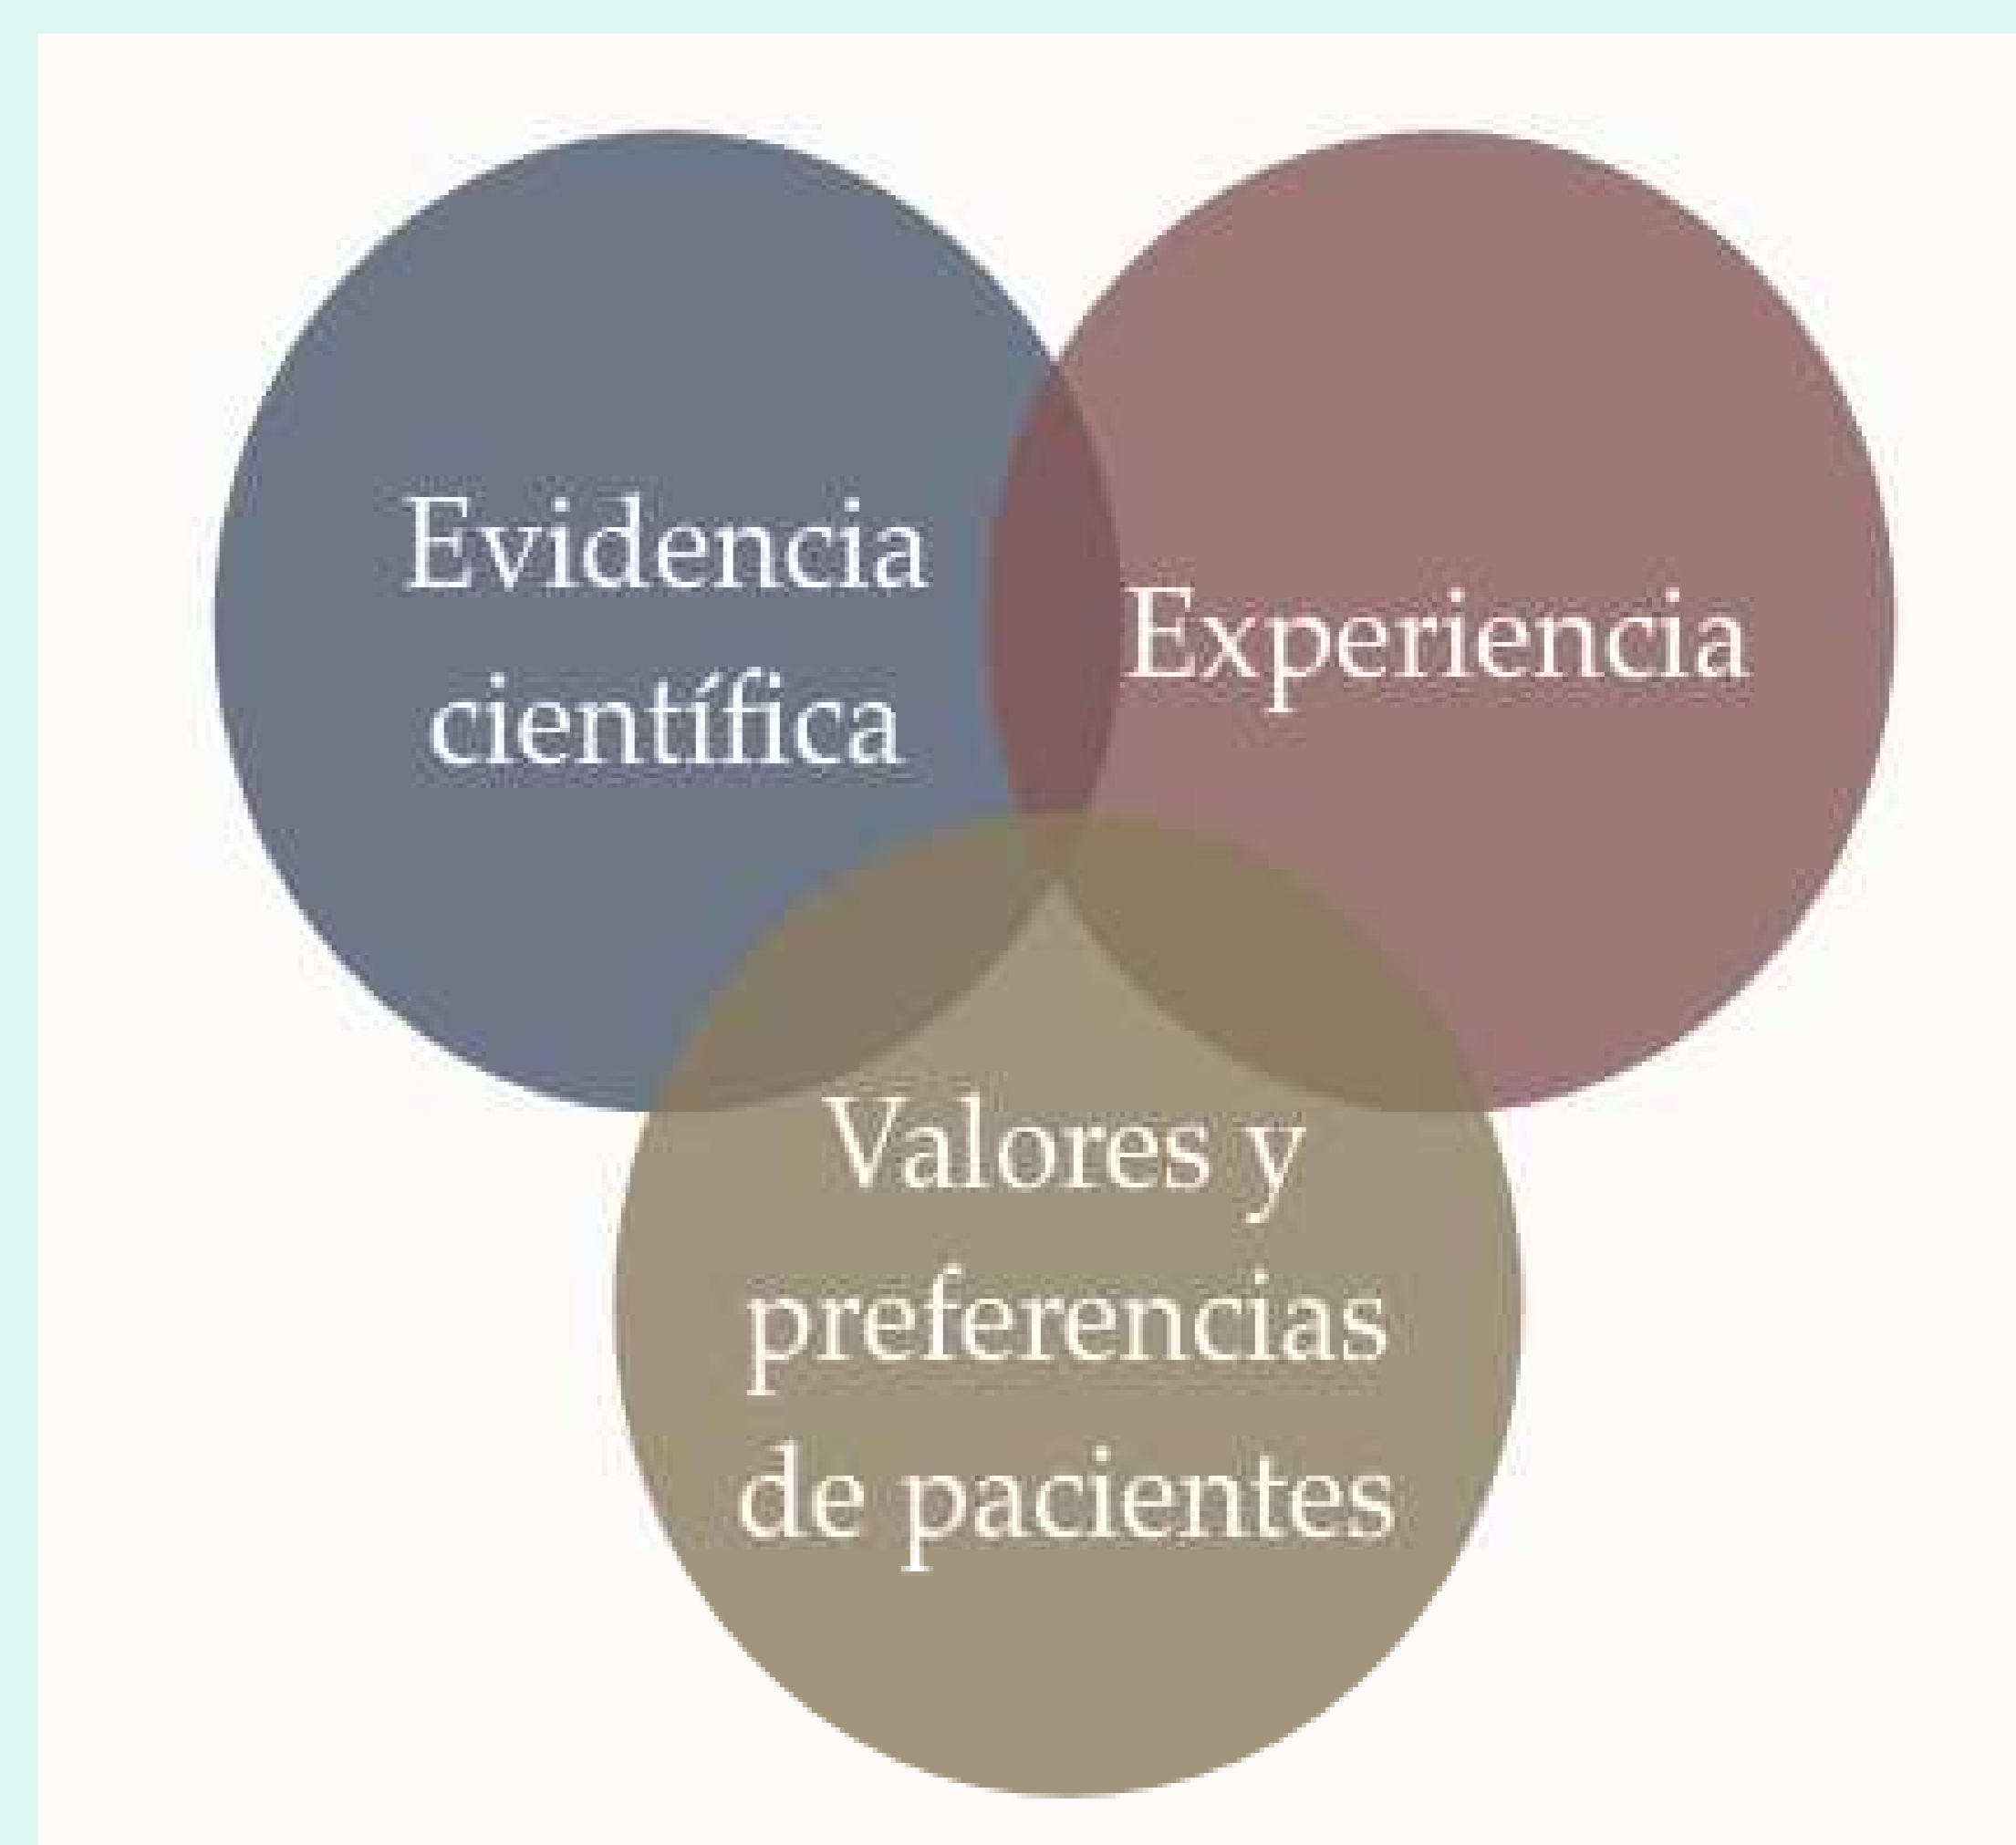 Evidencia
científica
Experiencia
Valores y
preferencias
de pacientes